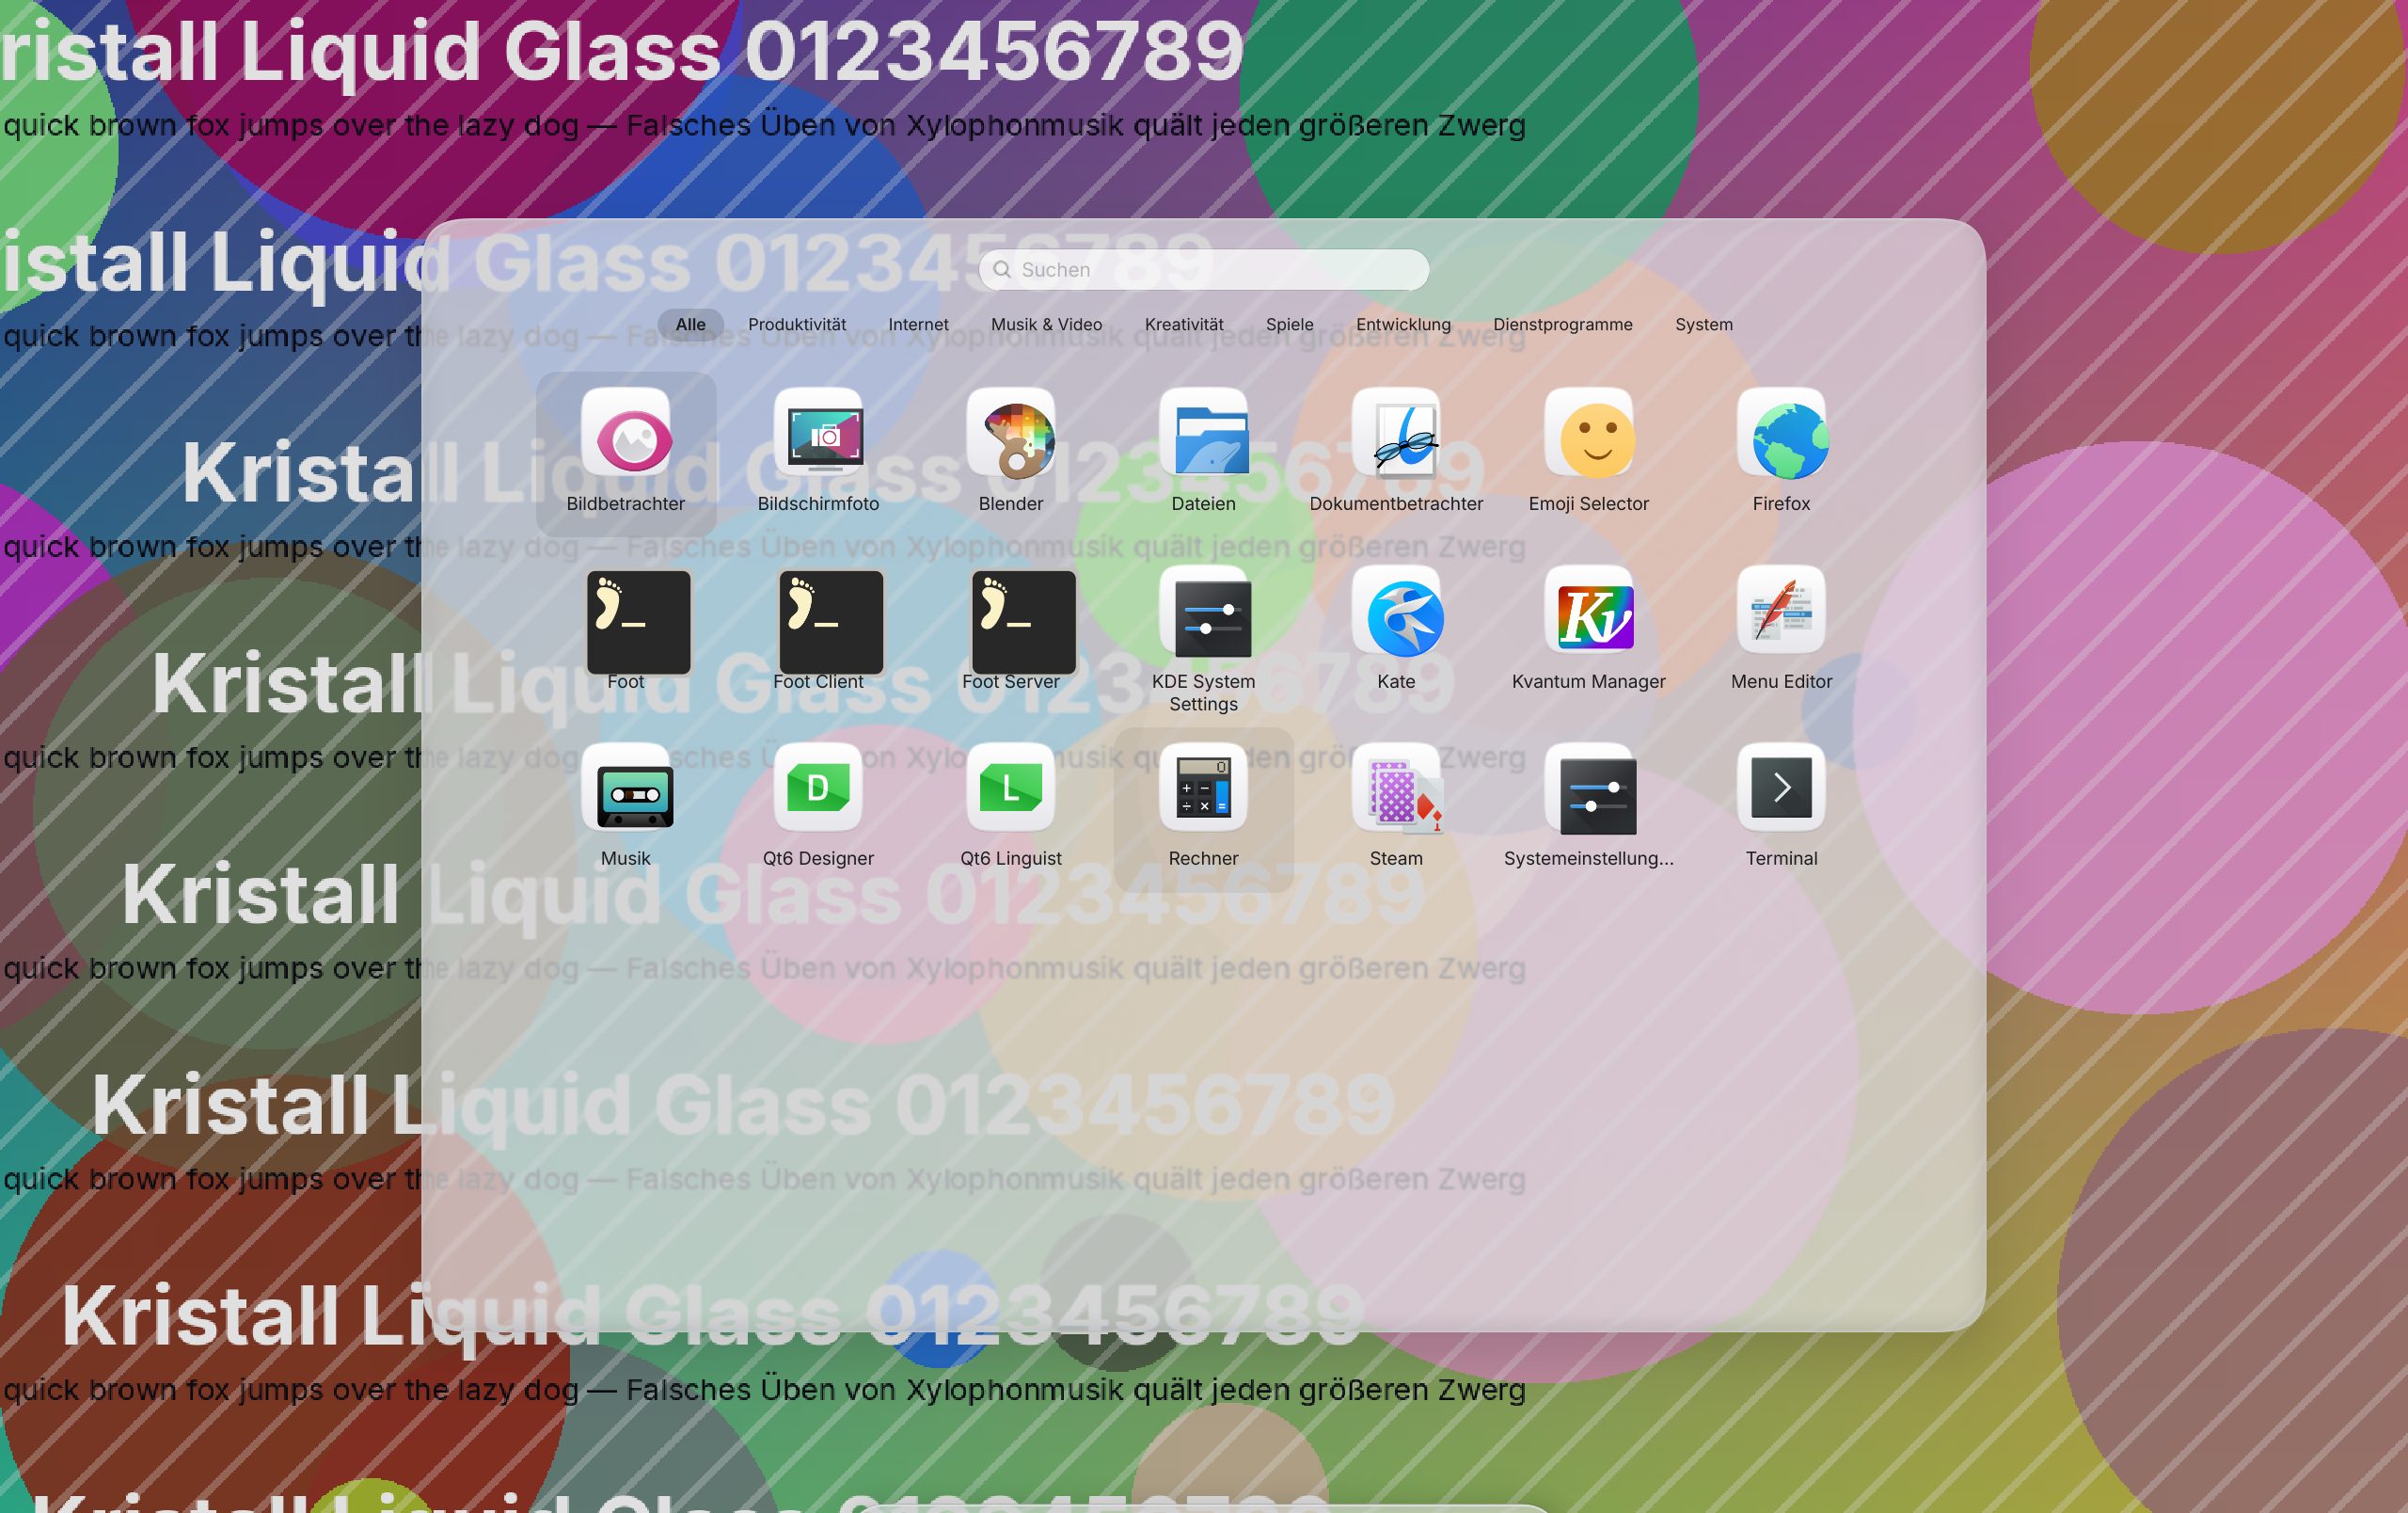 ristall Liquid Glass 0123456789
quick brown fox jumps over the lazy dog — Falsches Üben von Xylophonmusik quält jeden größeren Zwerg
istall Liquid Glass 0123456789
Suchen
Alle Produktivität Internet Musik & Video Kreativität Spiele Entwicklung Dienstprogramme System
quick brown fox jumps over the lazy dog — Falsches Üben von Xylophonmusik quält jeden größeren Zwerg
Kristall Liquid Glass 0123456789
Bildbetrachter Bildschirmfoto Blender Dateien Dokumentbetrachter Emoji Selector Firefox
quick brown fox jumps over the lazy dog — Falsches Üben von Xylophonmusik quält jeden größeren Zwerg
Kv
Kristall Liquid Glass 0123456789
Foot Foot Client Foot Server KDE System Settings Kate Kvantum Manager Menu Editor
quick brown fox jumps over the lazy dog — Falsches Üben von Xylophonmusik quält jeden größeren Zwerg
D L 0
Musik Qt6 Designer Qt6 Linguist Rechner Steam Systemeinstellung... Terminal
Kristall Liquid Glass 0123456789
quick brown fox jumps over the lazy dog — Falsches Üben von Xylophonmusik quält jeden größeren Zwerg
Kristall Liquid Glass 0123456789
quick brown fox jumps over the lazy dog — Falsches Üben von Xylophonmusik quält jeden größeren Zwerg
Kristall Liquid Glass 0123456789
quick brown fox jumps over the lazy dog — Falsches Üben von Xylophonmusik quält jeden größeren Zwerg
Kristall Liquid Glass 0123456789